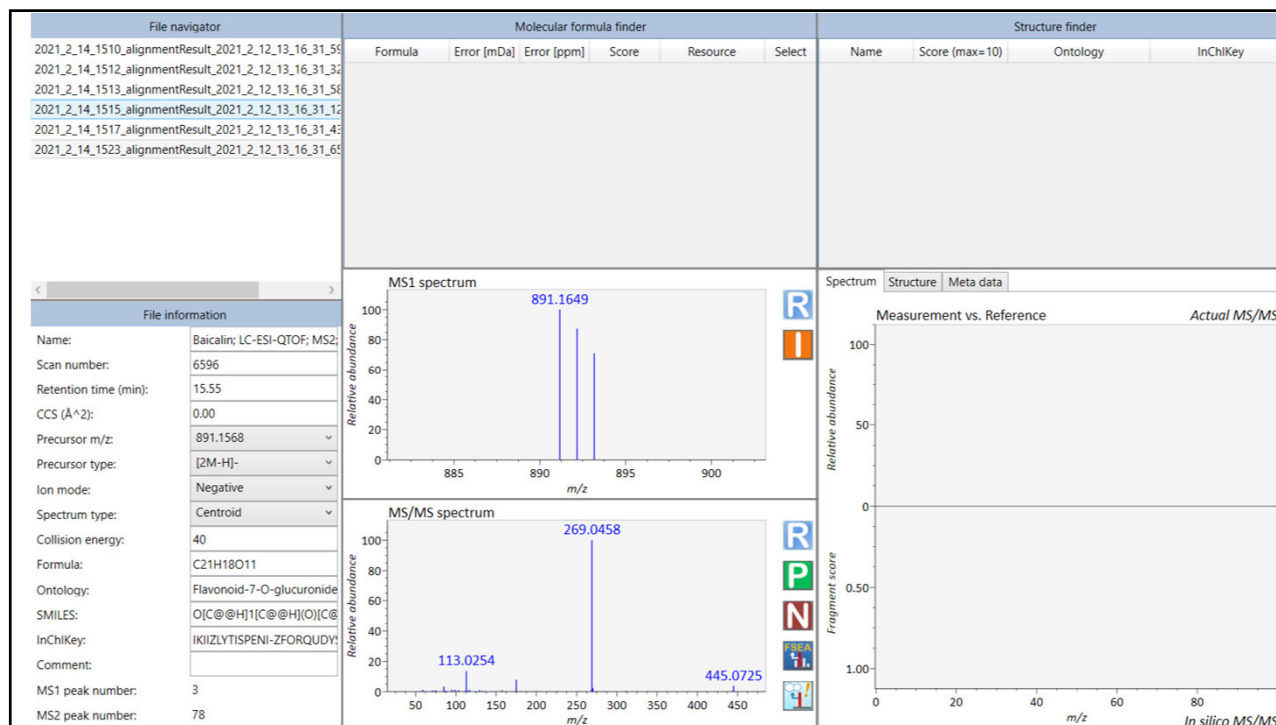 File navigator
2021_2_14_1510_alignmentResult_2021_2_12_13_16_31_59
2021_2_14_1512_alignmentResult_2021_2_12_13_16_31_32
2021_2_14_1513_alignmentResult_2021_2_12_13_16_31_58
2021_2_14_1515_alignmentResult_2021_2_12_13_16_31_12
2021_2_14_1517_alignmentResult_2021_2_12_13_16_31_43
2021_2_14_1523_alignmentResult_2021_2_12_13_16_31_65
File information
Name: Baicalin; LC-ESI-QTOF; MS2;
Scan number: 6596
Retention time (min): 15.55
CCS (Å^2): 0.00
Precursor m/z: 891.1568
Precursor type: [2M-H]-
Ion mode: Negative
Spectrum type: Centroid
Collision energy: 40
Formula: C21H18O11
Ontology: Flavonoid-7-O-glucuronide
SMILES: O[C@@H]1[C@@H](O)[C@
InChIKey: IKIIZLYTISPENI-ZFORQUDYS
Comment:
MS1 peak number: 3
MS2 peak number: 78
Molecular formula finder
Formula Error [mDa] Error [ppm] Score Resource Select
MS1 spectrum
891.1649
Relative abundance
100
80
60
40
20
0
885 890 895 900
m/z
R
I
MS/MS spectrum
269.0458
113.0254
445.0725
Relative abundance
100
80
60
40
20
0
50 100 150 200 250 300 350 400 450
m/z
R
P
N
FSEA
Structure finder
Name Score (max=10) Ontology InChIKey
Spectrum Structure Meta data
Measurement vs. Reference Actual MS/MS
Relative abundance
100
50
0
Fragment score
0.50
1.00
0 20 40 60 80
m/z
In silico MS/MS